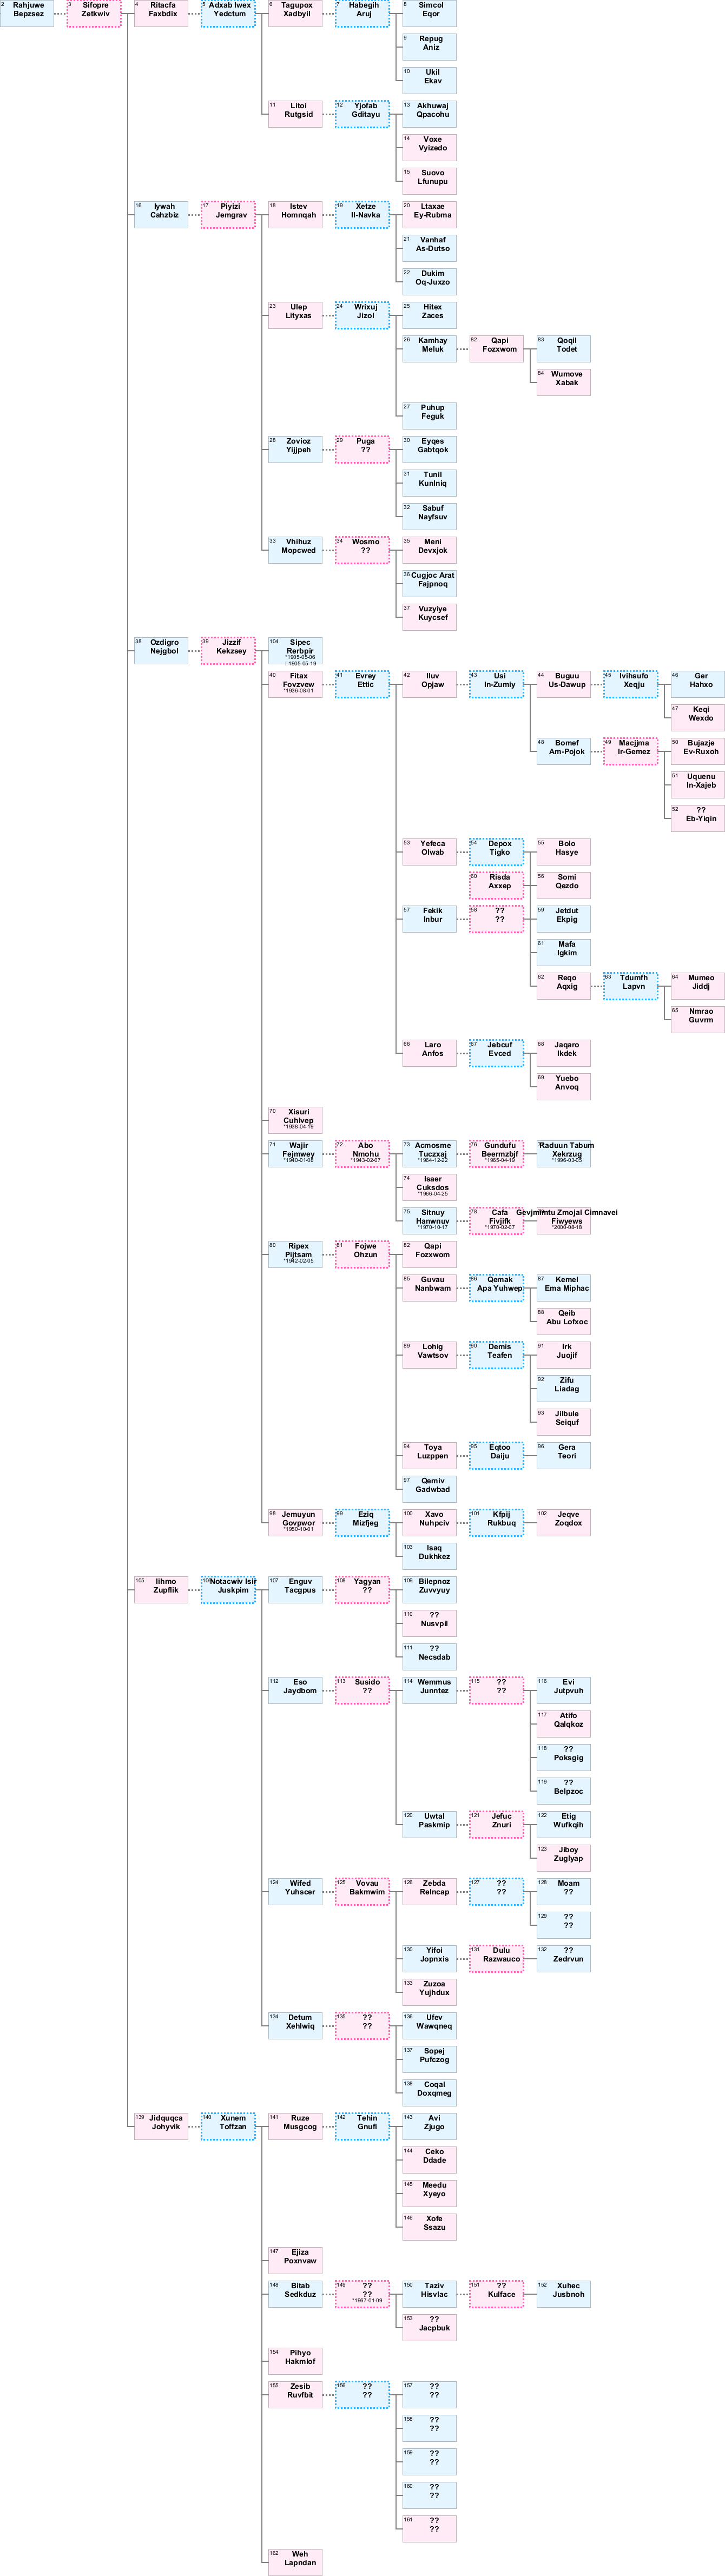 2 Rahjuwe
Bepzsez
3 Sifopre
Zetkwiv
4 Ritacfa
Faxbdix
5 Adxab Iwex
Yedctum
6 Tagupox
Xadbyil
7 Habegih
Aruj
8 Simcol
Eqor
9 Repug
Aniz
10 Ukil
Ekav
11 Litoi
Rutgsid
12 Yjofab
Gditayu
13 Akhuwaj
Qpacohu
14 Voxe
Vyizedo
15 Suovo
Lfunupu
16 Iywah
Cahzbiz
17 Piyizi
Jemgrav
18 Istev
Homnqah
19 Xetze
Il-Navka
20 Ltaxae
Ey-Rubma
21 Vanhaf
As-Dutso
22 Dukim
Oq-Juxzo
23 Ulep
Lityxas
24 Wrixuj
Jizol
25 Hitex
Zaces
26 Kamhay
Meluk
82 Qapi
Fozxwom
83 Qoqil
Todet
84 Wumove
Xabak
27 Puhup
Feguk
28 Zovioz
Yijjpeh
29 Puga
??
30 Eyqes
Gabtqok
31 Tunil
Kunlniq
32 Sabuf
Nayfsuv
33 Vhihuz
Mopcwed
34 Wosmo
??
35 Meni
Devxjok
36 Cugjoc Arat
Fajpnoq
37 Vuzyiye
Kuycsef
38 Ozdigro
Nejgbol
39 Jizzif
Kekzsey
104 Sipec
Rerbpir
*1905-05-06
1905-05-19
40 Fitax
Fovzvew
*1936-08-01
41 Evrey
Ettic
42 Iluv
Opjaw
43 Usi
In-Zumiy
44 Buguu
Us-Dawup
45 Ivihsufo
Xeqju
46 Ger
Hahxo
47 Keqi
Wexdo
48 Bomef
Am-Pojok
49 Macjjma
Ir-Gemez
50 Bujazje
Ev-Ruxoh
51 Uquenu
In-Xajeb
52 ??
Eb-Yiqin
53 Yefeca
Olwab
54 Depox
Tigko
55 Bolo
Hasye
60 Risda
Axxep
56 Somi
Qezdo
57 Fekik
Inbur
58 ??
??
59 Jetdut
Ekpig
61 Mafa
Igkim
62 Reqo
Aqxig
63 Tdumfh
Lapvn
64 Mumeo
Jiddj
65 Nmrao
Guvrm
66 Laro
Anfos
67 Jebcuf
Evced
68 Jaqaro
Ikdek
69 Yuebo
Anvoq
70 Xisuri
Cuhlvep
*1938-04-19
71 Wajir
Fejmwey
*1940-01-08
72 Abo
Nmohu
*1943-02-07
73 Acmosme
Tuczxaj
*1964-12-22
76 Gundufu
Beermzbjf
*1965-04-19
Raduun Tabum
Xekrzug
*1996-03-05
74 Isaer
Cuksdos
*1966-04-25
75 Sitnuy
Hanwnuv
*1970-10-17
78 Cafa
Fivjifk
*1970-02-07
Gevjmimtu Zmojal Cimnavei
Fiwyews
*2000-08-18
80 Ripex
Pijtsam
*1942-02-05
81 Fojwe
Ohzun
82 Qapi
Fozxwom
85 Guvau
Nanbwam
86 Qemak
Apa Yuhwep
87 Kemel
Ema Miphac
88 Qeib
Abu Lofxoc
89 Lohig
Vawtsov
90 Demis
Teafen
91 Irk
Juojif
92 Zifu
Liadag
93 Jilbule
Seiquf
94 Toya
Luzppen
95 Eqtoo
Daiju
96 Gera
Teori
97 Qemiv
Gadwbad
98 Jemuyun
Govpwor
*1950-10-01
99 Eziq
Mizfjeg
100 Xavo
Nuhpciv
101 Kfpij
Rukbuq
102 Jeqve
Zoqdox
103 Isaq
Dukhkez
105 Iihmo
Zupflik
106 Notacwiv Isir
Juskpim
107 Enguv
Tacgpus
108 Yagyan
??
109 Bilepnoz
Zuvvyuy
110 ??
Nusvpil
111 ??
Necsdab
112 Eso
Jaydbom
113 Susido
??
114 Wemmus
Junntez
115 ??
??
116 Evi
Jutpvuh
117 Atifo
Qalqkoz
118 ??
Poksgig
119 ??
Belpzoc
120 Uwtal
Paskmip
121 Jefuc
Znuri
122 Etig
Wufkqih
123 Jiboy
Zuglyap
124 Wifed
Yuhscer
125 Vovau
Bakmwim
126 Zebda
Relncap
127 ??
??
128 Moam
??
129 ??
??
130 Yifoi
Jopnxis
131 Dulu
Razwauco
132 ??
Zedrvun
133 Zuzoa
Yujhdux
134 Detum
Xehlwiq
135 ??
??
136 Ufev
Wawqneq
137 Sopej
Pufczog
138 Coqal
Doxqmeg
139 Jidquqca
Johyvik
140 Xunem
Toffzan
141 Ruze
Musgcog
142 Tehin
Gnufi
143 Avi
Zjugo
144 Ceko
Ddade
145 Meedu
Xyeyo
146 Xofe
Ssazu
147 Ejiza
Poxnvaw
148 Bitab
Sedkduz
149 ??
??
*1967-01-09
150 Taziv
Hisvlac
151 ??
Kulface
152 Xuhec
Jusbnoh
153 ??
Jacpbuk
154 Pihyo
Hakmlof
155 Zesib
Ruvfbit
156 ??
??
157 ??
??
158 ??
??
159 ??
??
160 ??
??
161 ??
??
162 Weh
Lapndan